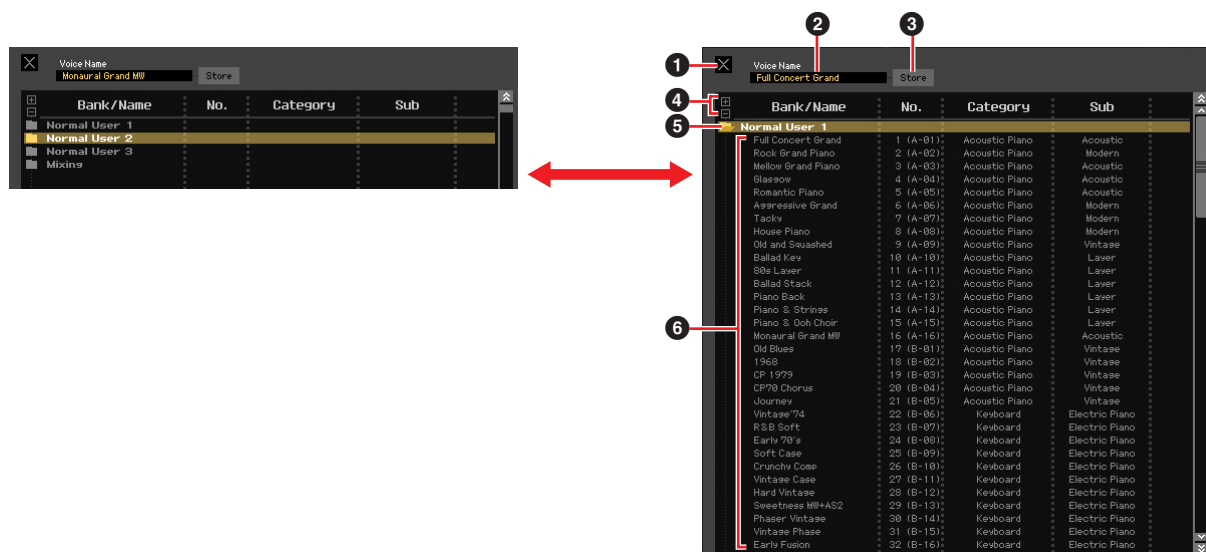 Voice Name
Monaural Grand MW Store
Bank/Name No. Category Sub
Normal User 1
Normal User 2
Normal User 3
Mixing
2 3
1 Voice Name
Full Concert Grand Store
4 Bank/Name No. Category Sub
5 Normal User 1
Full Concert Grand 1 (A-01) Acoustic Piano Acoustic
Rock Grand Piano 2 (A-02) Acoustic Piano Modern
Mellow Grand Piano 3 (A-03) Acoustic Piano Acoustic
Glasgow 4 (A-04) Acoustic Piano Acoustic
Romantic Piano 5 (A-05) Acoustic Piano Acoustic
Aggressive Grand 6 (A-06) Acoustic Piano Modern
Tacky 7 (A-07) Acoustic Piano Modern
House Piano 8 (A-08) Acoustic Piano Modern
Old and Squashed 9 (A-09) Acoustic Piano Vintage
Ballad Key 10 (A-10) Acoustic Piano Layer
80s Layer 11 (A-11) Acoustic Piano Layer
Ballad Stack 12 (A-12) Acoustic Piano Layer
Piano Back 13 (A-13) Acoustic Piano Layer
Piano & Strings 14 (A-14) Acoustic Piano Layer
6 Piano & Ooh Choir 15 (A-15) Acoustic Piano Layer
Monaural Grand MW 16 (A-16) Acoustic Piano Acoustic
Old Blues 17 (B-01) Acoustic Piano Vintage
1968 18 (B-02) Acoustic Piano Vintage
CP 1979 19 (B-03) Acoustic Piano Vintage
CP70 Chorus 20 (B-04) Acoustic Piano Vintage
Journey 21 (B-05) Acoustic Piano Vintage
Vintage'74 22 (B-06) Keyboard Electric Piano
R&B Soft 23 (B-07) Keyboard Electric Piano
Early 70's 24 (B-08) Keyboard Electric Piano
Soft Case 25 (B-09) Keyboard Electric Piano
Crunchy Comp 26 (B-10) Keyboard Electric Piano
Vintage Case 27 (B-11) Keyboard Electric Piano
Hard Vintage 28 (B-12) Keyboard Electric Piano
Sweetness MW+AS2 29 (B-13) Keyboard Electric Piano
Phaser Vintage 30 (B-14) Keyboard Electric Piano
Vintage Phase 31 (B-15) Keyboard Electric Piano
Early Fusion 32 (B-16) Keyboard Electric Piano